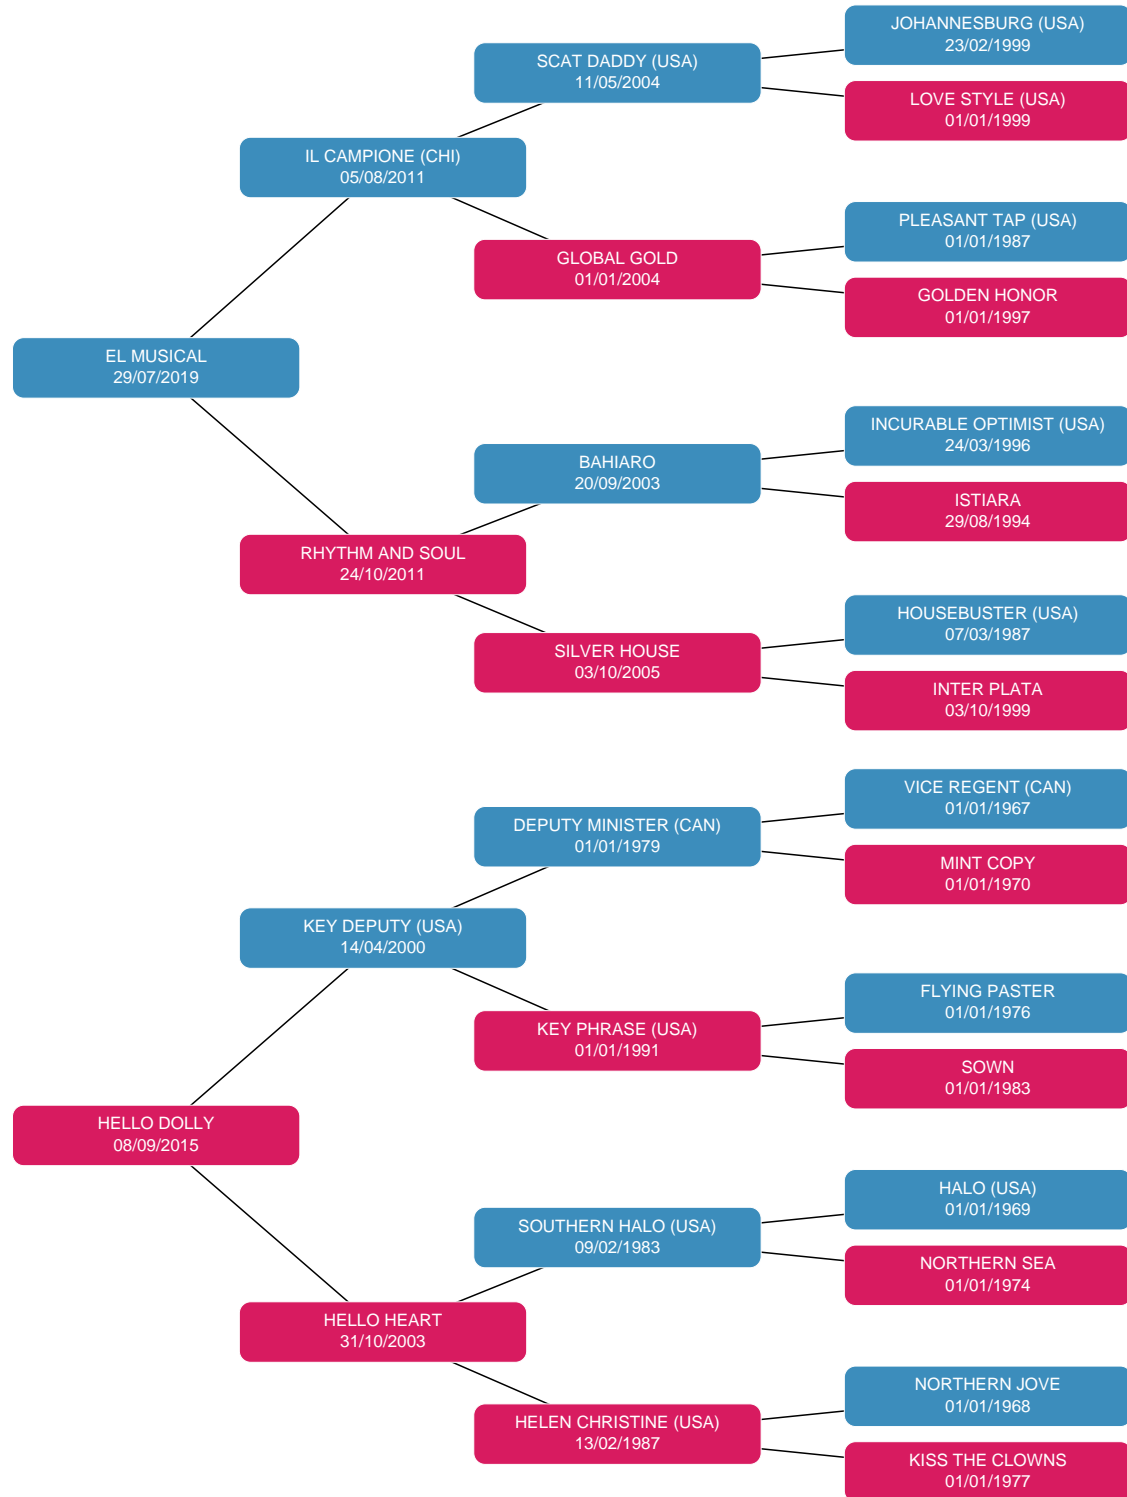 JOHANNESBURG (USA)
23/02/1999
SCAT DADDY (USA)
11/05/2004
LOVE STYLE (USA)
01/01/1999
IL CAMPIONE (CHI)
05/08/2011
PLEASANT TAP (USA)
01/01/1987
GLOBAL GOLD
01/01/2004
GOLDEN HONOR
01/01/1997
EL MUSICAL
29/07/2019
INCURABLE OPTIMIST (USA)
24/03/1996
BAHIARO
20/09/2003
ISTIARA
29/08/1994
RHYTHM AND SOUL
24/10/2011
HOUSEBUSTER (USA)
07/03/1987
SILVER HOUSE
03/10/2005
INTER PLATA
03/10/1999
VICE REGENT (CAN)
01/01/1967
DEPUTY MINISTER (CAN)
01/01/1979
MINT COPY
01/01/1970
KEY DEPUTY (USA)
14/04/2000
FLYING PASTER
01/01/1976
KEY PHRASE (USA)
01/01/1991
SOWN
01/01/1983
HELLO DOLLY
08/09/2015
HALO (USA)
01/01/1969
SOUTHERN HALO (USA)
09/02/1983
NORTHERN SEA
01/01/1974
HELLO HEART
31/10/2003
NORTHERN JOVE
01/01/1968
HELEN CHRISTINE (USA)
13/02/1987
KISS THE CLOWNS
01/01/1977